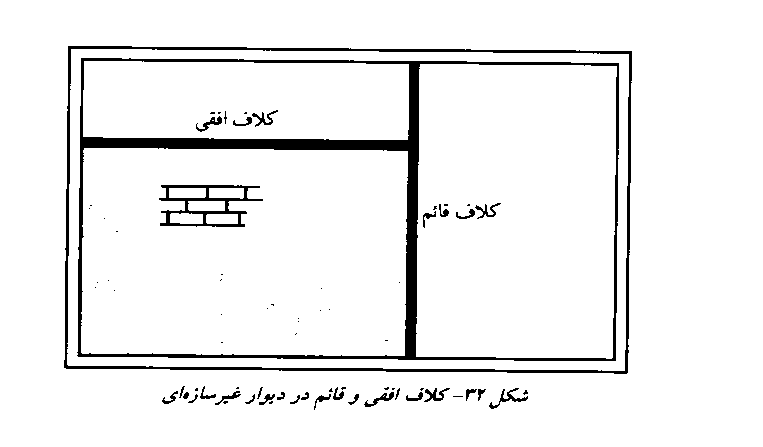 کلاف افقی
کلاف قائم
شکل ۳۲- کلاف افقی و قائم در دیوار غیرسازه‌ای